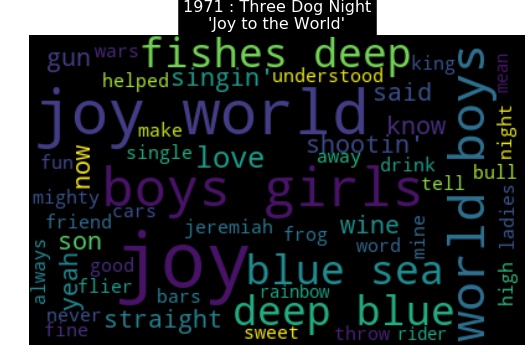 1971 : Three Dog Night
'Joy to the World'
gun wars fishes deep king
helped singin' understood
joy world said
make know
shootin'
single love away
fun now drink
boys girls tell bull
mighty
friend cars
jeremiah frog wine
son word mine
joy
always yeah good
flier blue sea
bars rainbow
never straight deep blue
fine sweet throw rider
world boys
mean
night
ladies
high